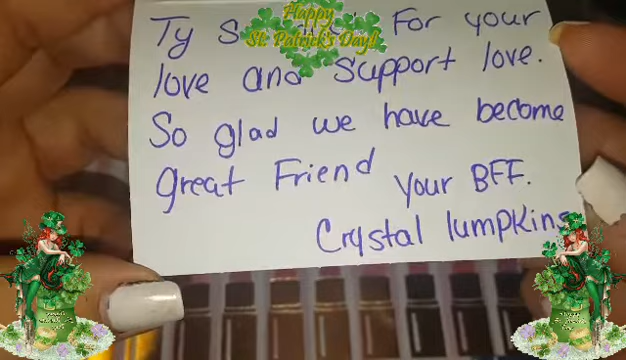 Ty S For your
Happy
St. Patrick's Day!
love and Support love.
So glad we have become
great Friend
Your BFF.
Crystal lumpkins